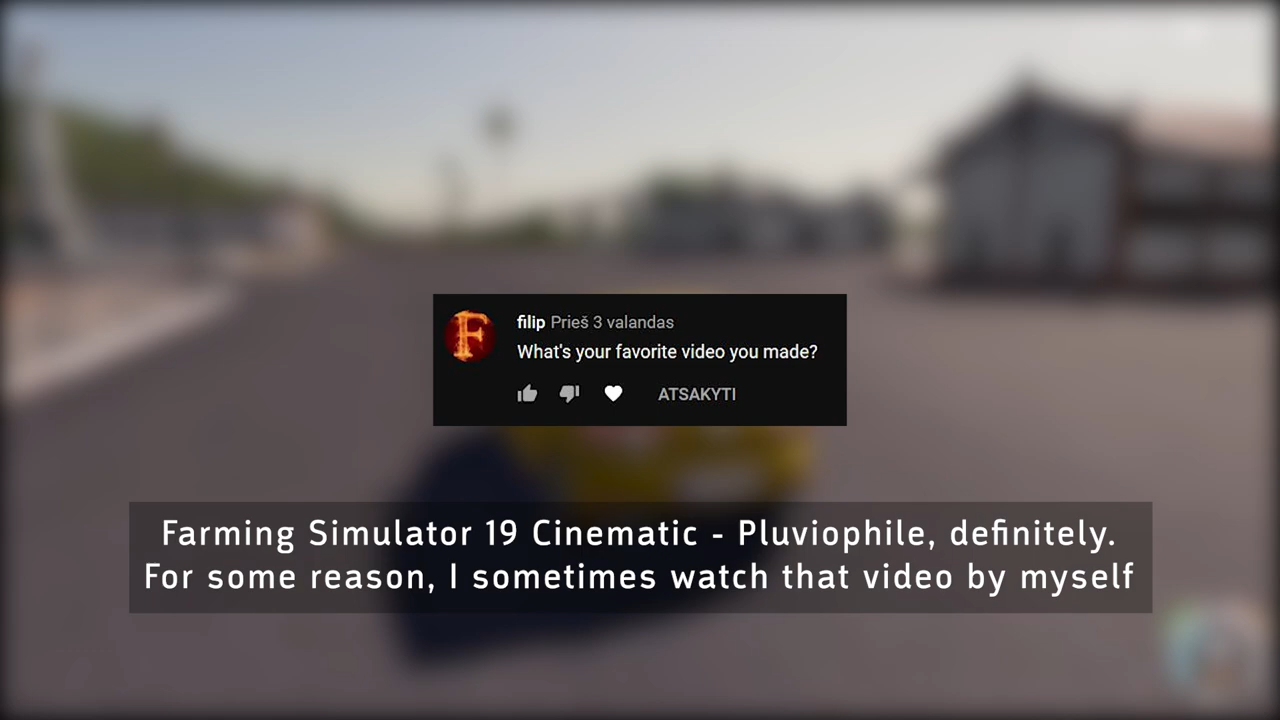 F
filip Prieš 3 valandas
What's your favorite video you made?
ATSAKYTI
Farming Simulator 19 Cinematic - Pluviophile, definitely.
For some reason, I sometimes watch that video by myself